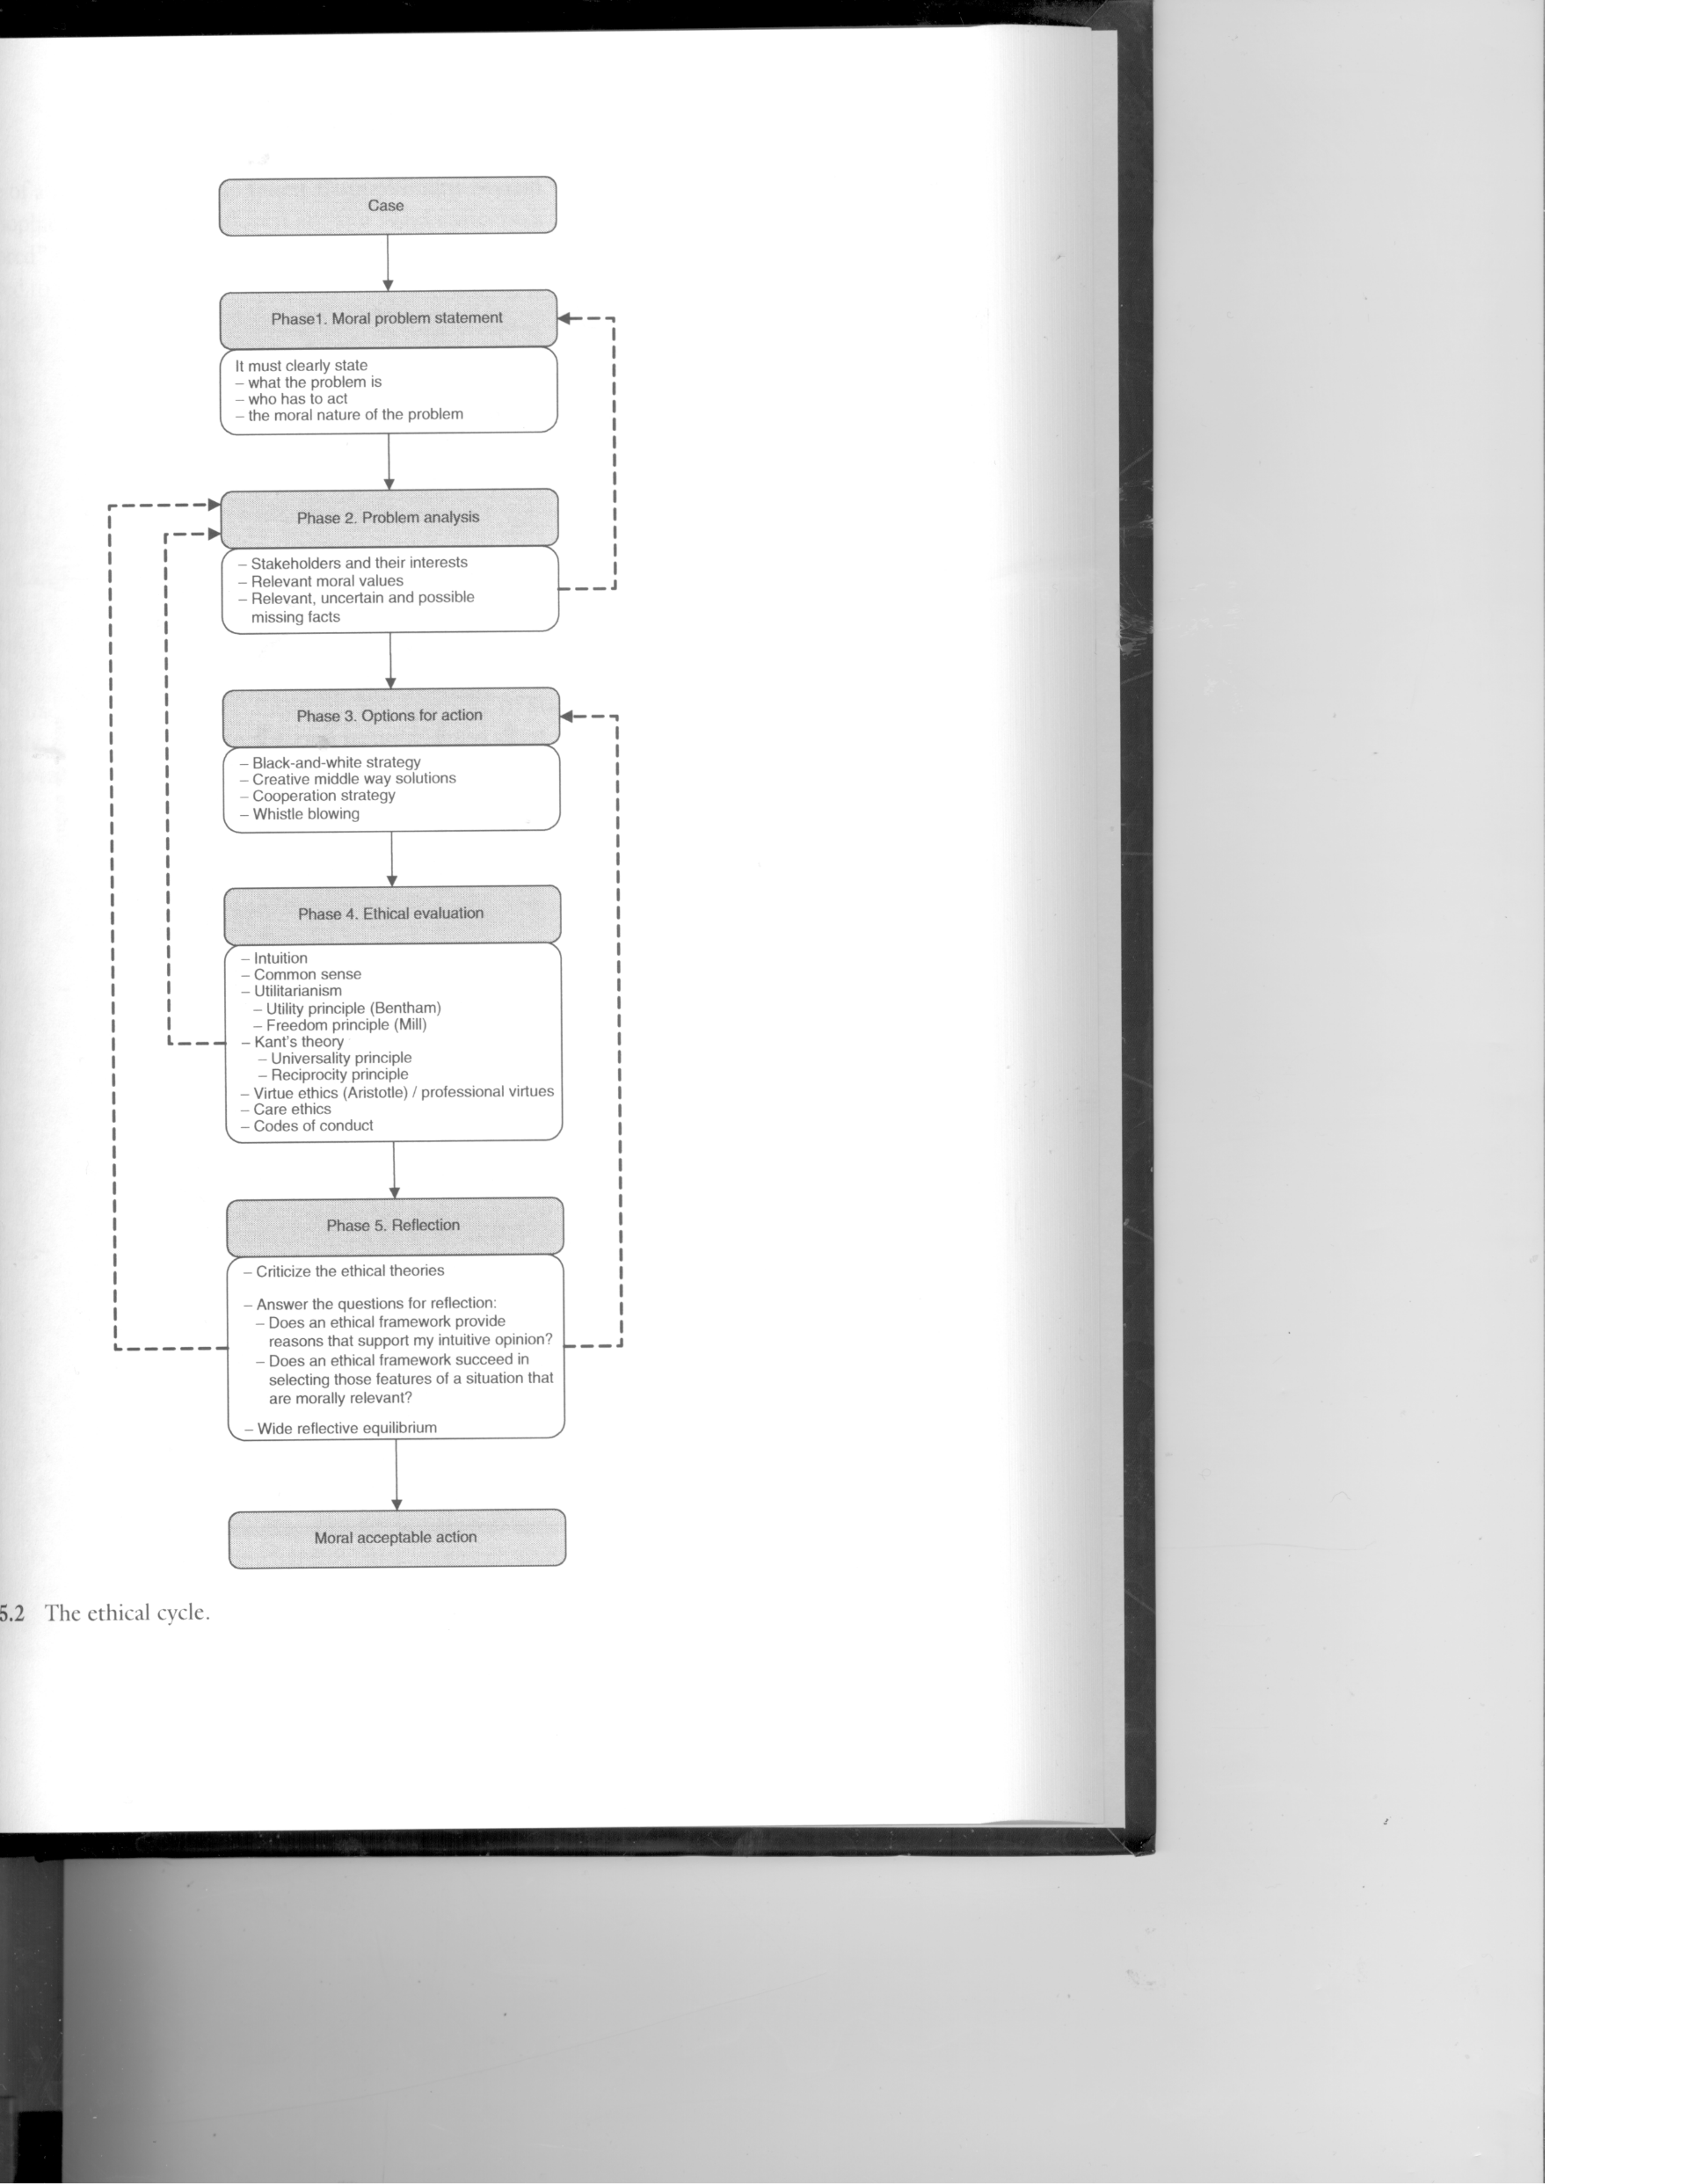 Case
Phase1. Moral problem statement
It must clearly state
– what the problem is
– who has to act
– the moral nature of the problem
Phase 2. Problem analysis
– Stakeholders and their interests
– Relevant moral values
– Relevant, uncertain and possible
missing facts
Phase 3. Options for action
– Black-and-white strategy
– Creative middle way solutions
– Cooperation strategy
– Whistle blowing
Phase 4. Ethical evaluation
– Intuition
– Common sense
– Utilitarianism
– Utility principle (Bentham)
– Freedom principle (Mill)
– Kant's theory
– Universality principle
– Reciprocity principle
– Virtue ethics (Aristotle) / professional virtues
– Care ethics
– Codes of conduct
Phase 5. Reflection
– Criticize the ethical theories
– Answer the questions for reflection:
– Does an ethical framework provide
reasons that support my intuitive opinion?
– Does an ethical framework succeed in
selecting those features of a situation that
are morally relevant?
– Wide reflective equilibrium
Moral acceptable action
5.2 The ethical cycle.